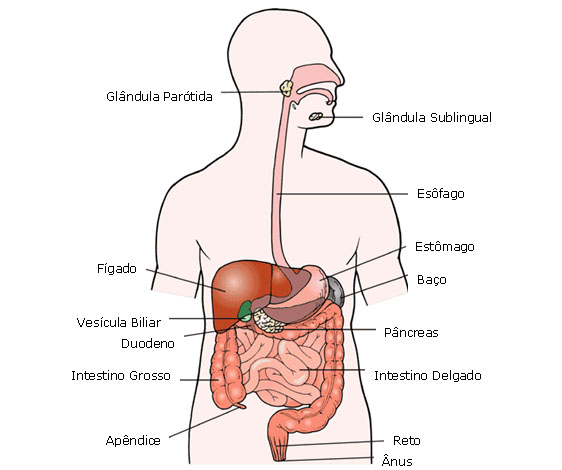 Glândula Parótida
Glândula Sublingual
Esôfago
Estômago
Fígado
Baço
Vesícula Biliar
Pâncreas
Duodeno
Intestino Grosso
Intestino Delgado
Apêndice
Reto
Ânus